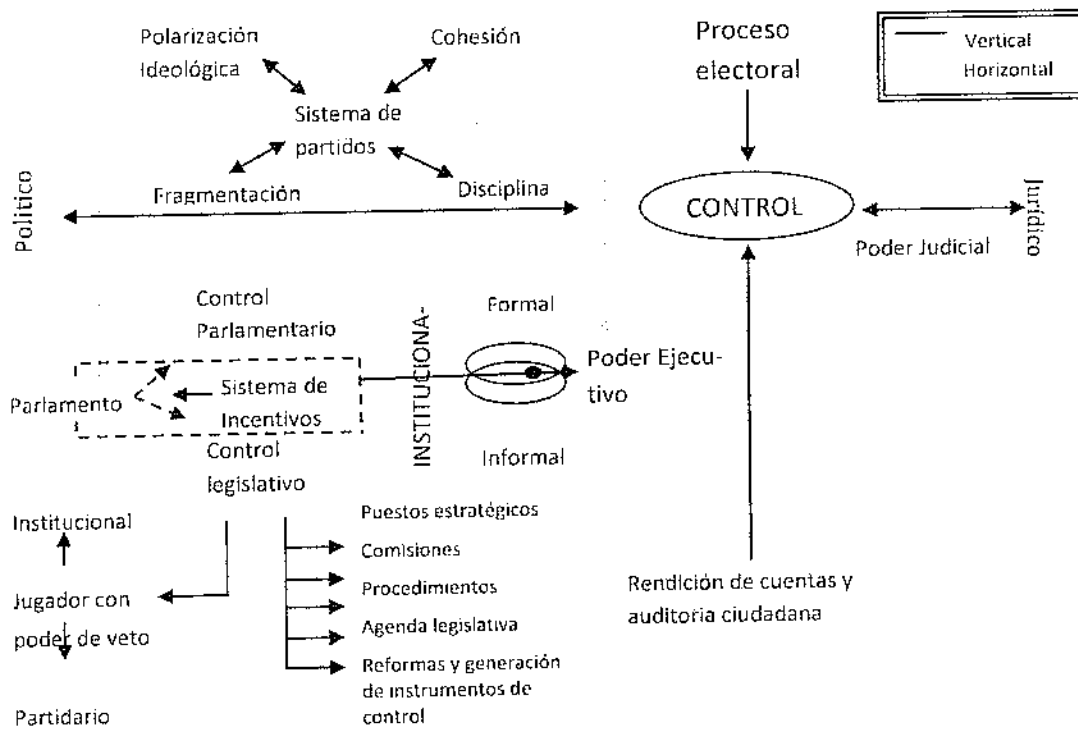 Polarización
Ideológica
Cohesión
Sistema de
partidos
Fragmentación
Disciplina
Político
Proceso
electoral
Vertical
Horizontal
CONTROL
Poder Judicial
Jurídico
Control
Parlamentario
Parlamento
Sistema de
Incentivos
Control
legislativo
INSTITUCIONA-
Formal
Informal
Poder Ejecu-
tivo
Institucional
Jugador con
poder de veto
Partidario
Puestos estratégicos
Comisiones
Procedimientos
Agenda legislativa
Reformas y generación
de instrumentos de
control
Rendición de cuentas y
auditoria ciudadana